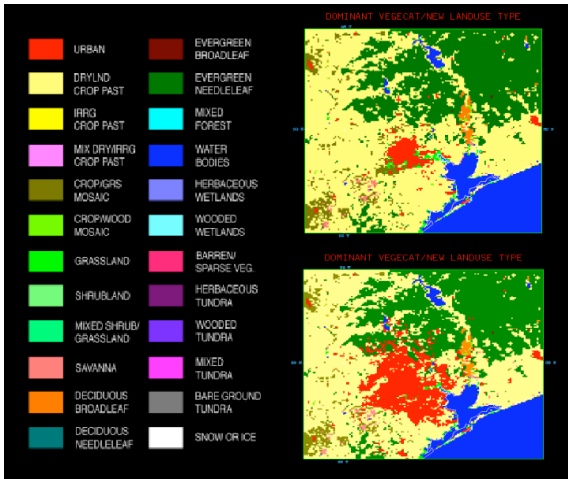 DOMINANT VEGECAT/NEW LANDUSE TYPE
URBAN
DRYLND
CROP PAST
IRRG
CROP PAST
MIX DRY/IRRG
CROP PAST
CROP/GRS
MOSAIC
CROP/WOOD
MOSAIC
GRASSLAND
SHRUBLAND
MIXED SHRUB/
GRASSLAND
SAVANNA
DECIDUOUS
BROADLEAF
DECIDUOUS
NEEDLELEAF
EVERGREEN
BROADLEAF
EVERGREEN
NEEDLELEAF
MIXED
FOREST
WATER
BODIES
HERBACEOUS
WETLANDS
WOODED
WETLANDS
BARREN/
SPARSE VEG.
HERBACEOUS
TUNDRA
WOODED
TUNDRA
MIXED
TUNDRA
BARE GROUND
TUNDRA
SNOW OR ICE
DOMINANT VEGECAT/NEW LANDUSE TYPE